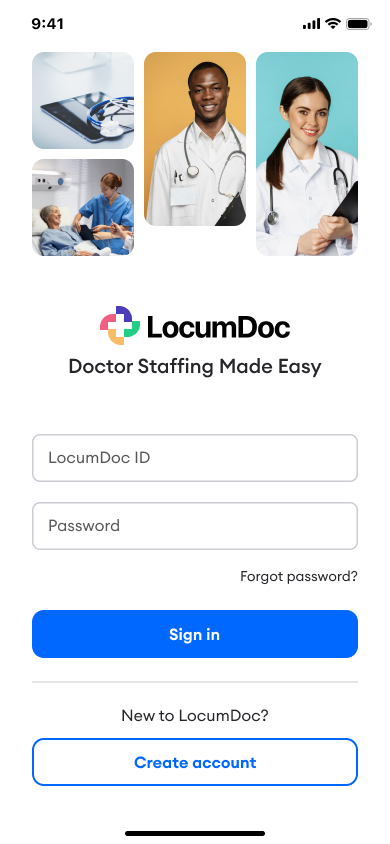 9:41
LocumDoc
Doctor Staffing Made Easy
LocumDoc ID
Password
Forgot password?
Sign in
New to LocumDoc?
Create account